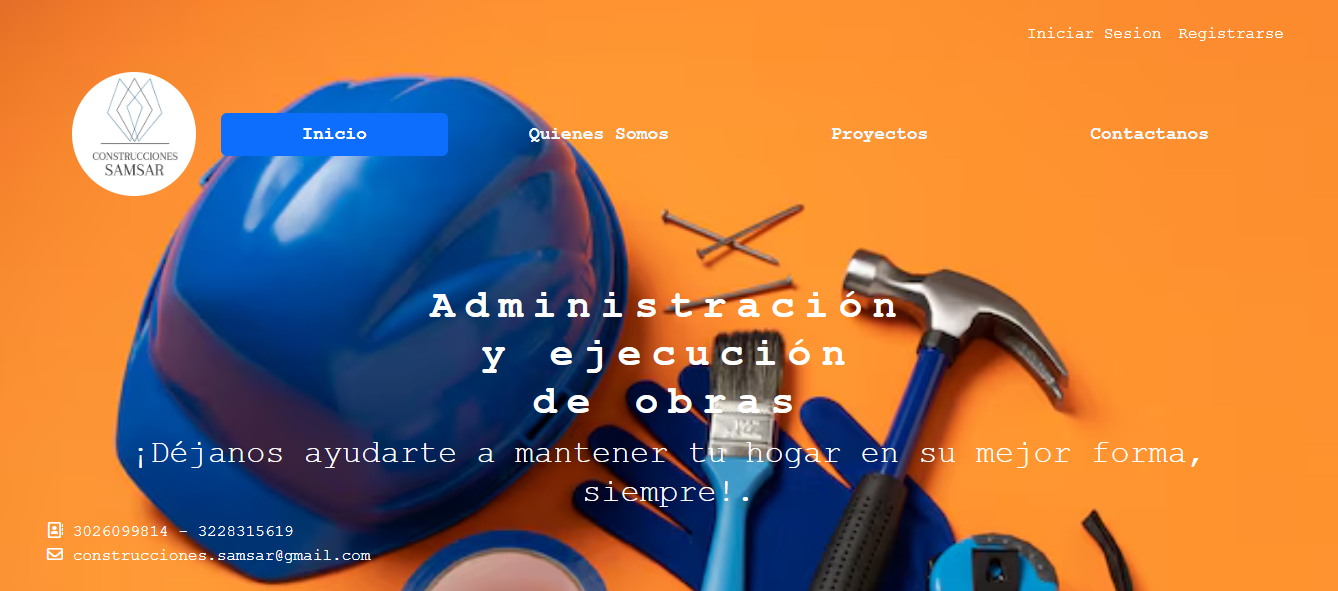 Iniciar Sesion Registrarse
CONSTRUCCIONES
SAMSAR
Inicio Quienes Somos Proyectos Contactanos
Administración
y ejecución
de obras
¡Déjanos ayudarte a mantener tu hogar en su mejor forma,
siempre!.
3026099814 - 3228315619
construcciones.samsar@gmail.com